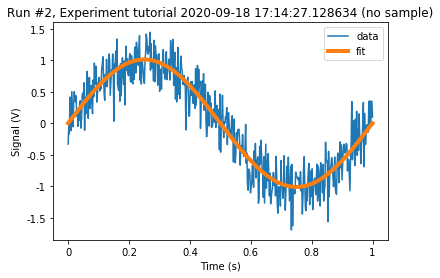 Run #2, Experiment tutorial 2020-09-18 17:14:27.128634 (no sample)
1.5
1
0.5
0
-0.5
-1
-1.5
Signal (V)
data
fit
0
0.2
0.4
0.6
0.8
1
Time (s)